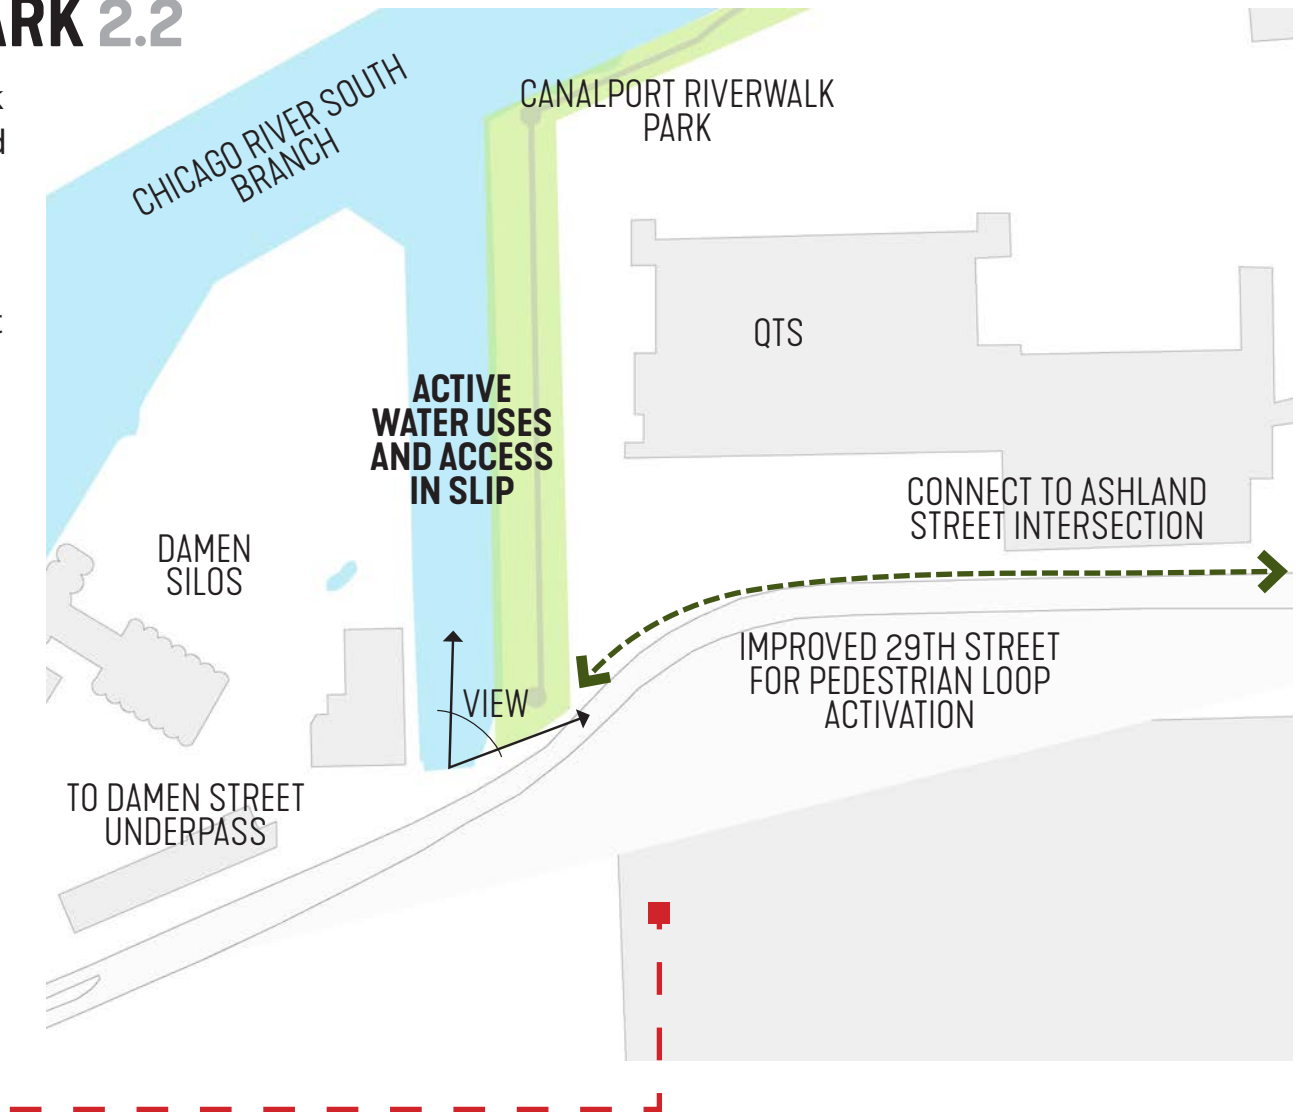 ARK 2.2
CHICAGO RIVER SOUTH
BRANCH
CANALPORT RIVERWALK
PARK
QTS
ACTIVE
WATER USES
AND ACCESS
IN SLIP
CONNECT TO ASHLAND
STREET INTERSECTION
DAMEN
SILOS
IMPROVED 29TH STREET
FOR PEDESTRIAN LOOP
ACTIVATION
VIEW
TO DAMEN STREET
UNDERPASS